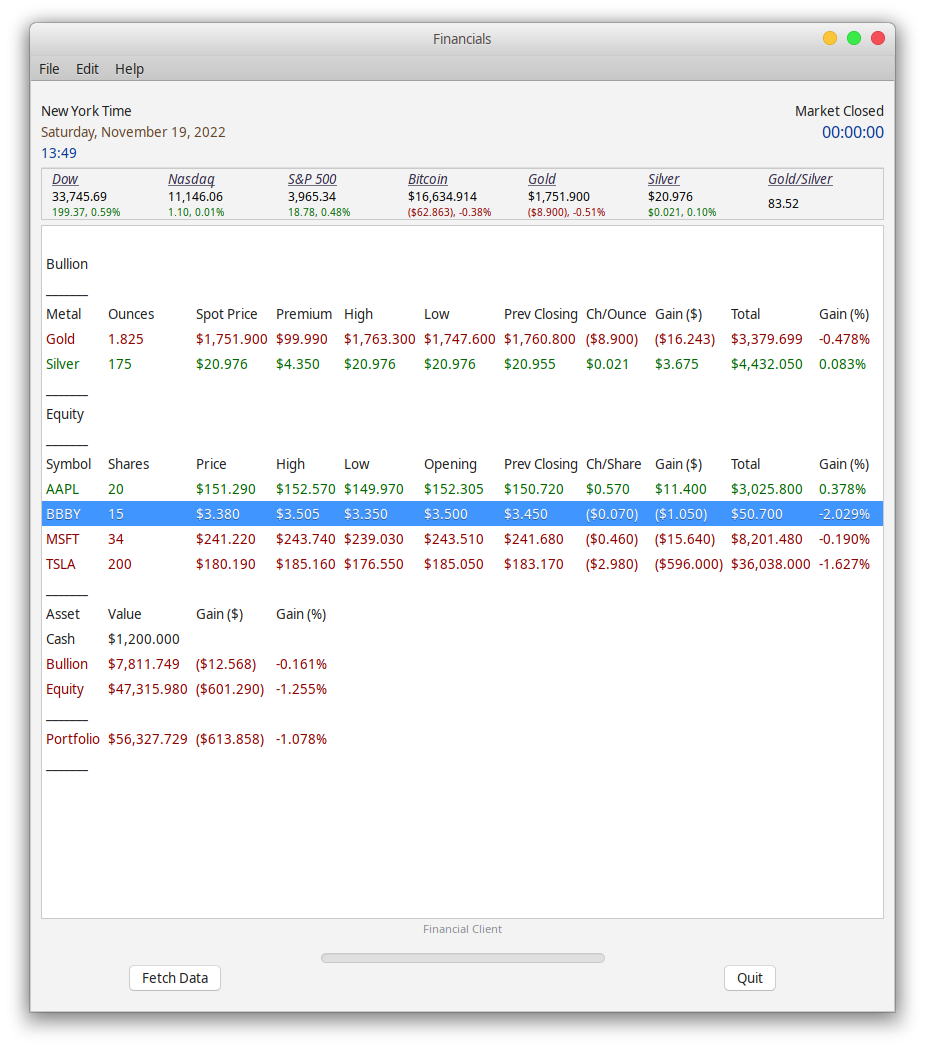 Financials
File Edit Help
New York Time Market Closed
Saturday, November 19, 2022 00:00:00
13:49
Dow Nasdaq S&P 500 Bitcoin Gold Silver Gold/Silver
33,745.69 11,146.06 3,965.34 $16,634.914 $1,751.900 $20.976 83.52
199.37, 0.59% 1.10, 0.01% 18.78, 0.48% ($62.863), -0.38% ($8.900), -0.51% $0.021, 0.10%
Bullion
_______
Metal Ounces Spot Price Premium High Low Prev Closing Ch/Ounce Gain ($) Total Gain (%)
Gold 1.825 $1,751.900 $99.990 $1,763.300 $1,747.600 $1,760.800 ($8.900) ($16.243) $3,379.699 -0.478%
Silver 175 $20.976 $4.350 $20.976 $20.976 $20.955 $0.021 $3.675 $4,432.050 0.083%
_______
Equity
_______
Symbol Shares Price High Low Opening Prev Closing Ch/Share Gain ($) Total Gain (%)
AAPL 20 $151.290 $152.570 $149.970 $152.305 $150.720 $0.570 $11.400 $3,025.800 0.378%
BBBY 15 $3.380 $3.505 $3.350 $3.500 $3.450 ($0.070) ($1.050) $50.700 -2.029%
MSFT 34 $241.220 $243.740 $239.030 $243.510 $241.680 ($0.460) ($15.640) $8,201.480 -0.190%
TSLA 200 $180.190 $185.160 $176.550 $185.050 $183.170 ($2.980) ($596.000) $36,038.000 -1.627%
_______
Asset Value Gain ($) Gain (%)
Cash $1,200.000
Bullion $7,811.749 ($12.568) -0.161%
Equity $47,315.980 ($601.290) -1.255%
_______
Portfolio $56,327.729 ($613.858) -1.078%
_______
Financial Client
Fetch Data Quit